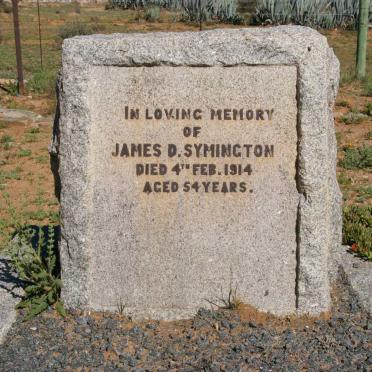 IN LOVING MEMORY
OF
JAMES D. SYMINGTON
DIED 4TH FEB. 1914
AGED 54 YEARS.